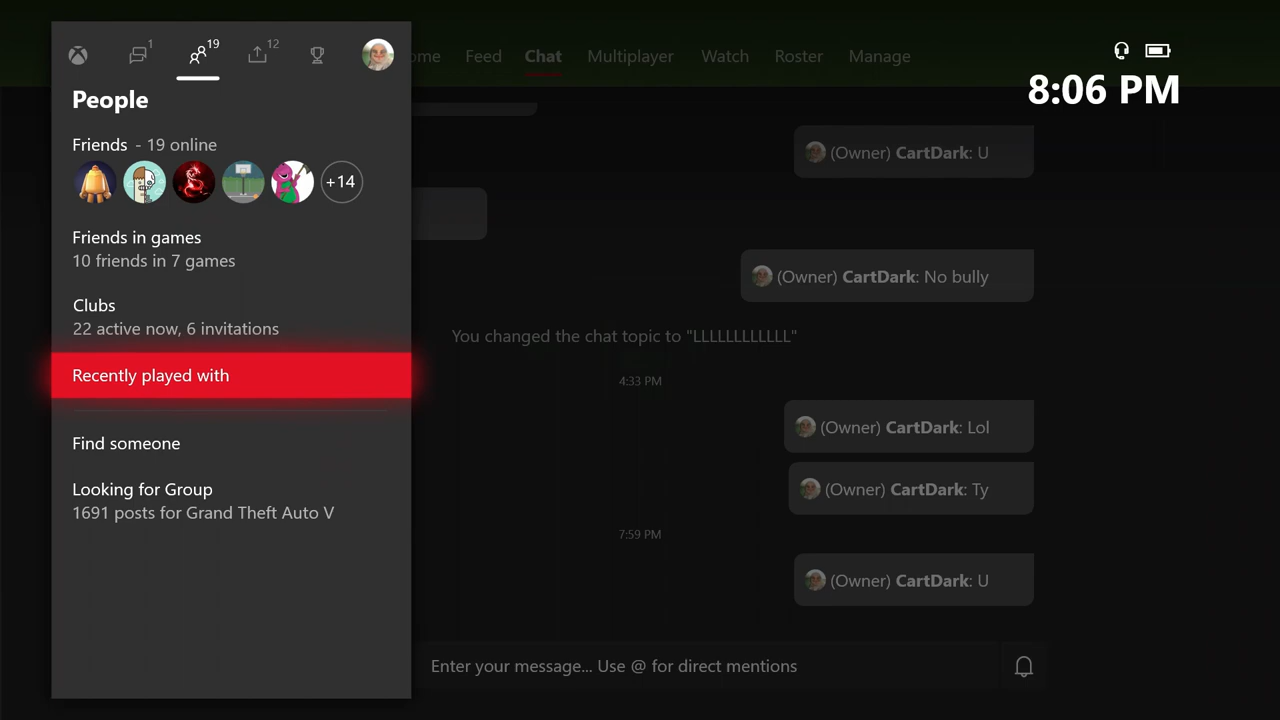 1
19
12
People
Friends - 19 online
+14
Friends in games
10 friends in 7 games
Clubs
22 active now, 6 invitations
Recently played with
Find someone
Looking for Group
1691 posts for Grand Theft Auto V
ome Feed Chat Multiplayer Watch Roster Manage
8:06 PM
(Owner) CartDark: U
(Owner) CartDark: No bully
You changed the chat topic to "LLLLLLLLLLLL"
4:33 PM
(Owner) CartDark: Lol
(Owner) CartDark: Ty
7:59 PM
(Owner) CartDark: U
Enter your message... Use @ for direct mentions